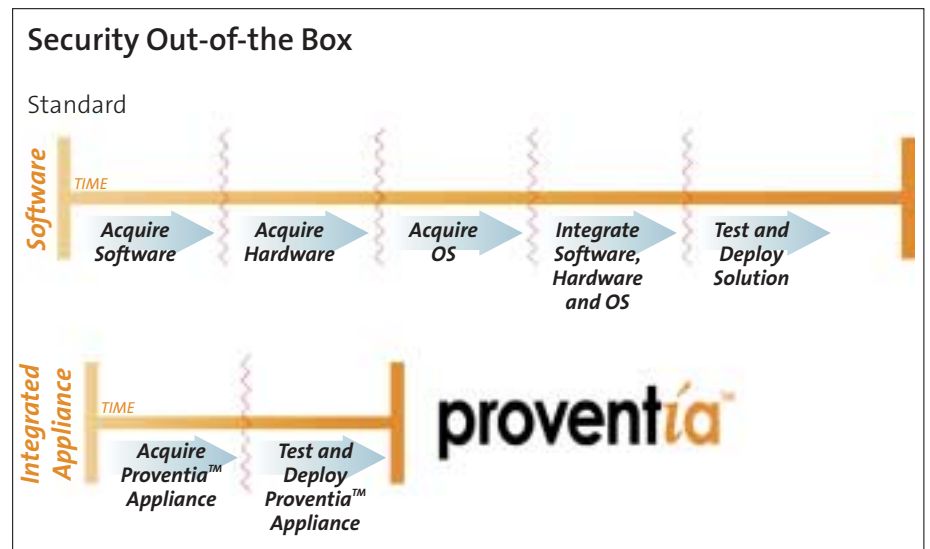 Security Out-of-the Box
Standard
Software
TIME
Acquire
Software
Acquire
Hardware
Acquire
OS
Integrate
Software,
Hardware
and OS
Test and
Deploy
Solution
Integrated
Appliance
TIME
Acquire
Proventia™
Appliance
Test and
Deploy
Proventia™
Appliance
proventía™